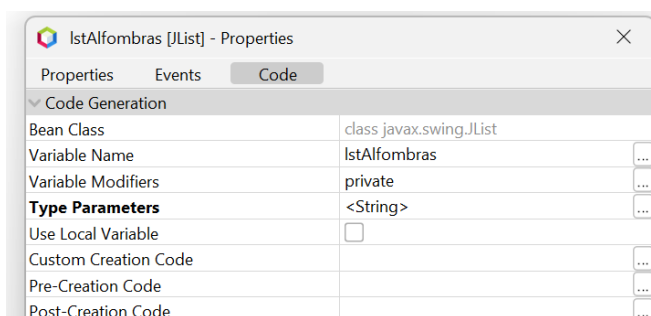 lstAlfombras [JList] - Properties
Properties Events Code
Code Generation
Bean Class class javax.swing.JList
Variable Name lstAlfombras ...
Variable Modifiers private ...
Type Parameters <String> ...
Use Local Variable
Custom Creation Code ...
Pre-Creation Code ...
Post-Creation Code